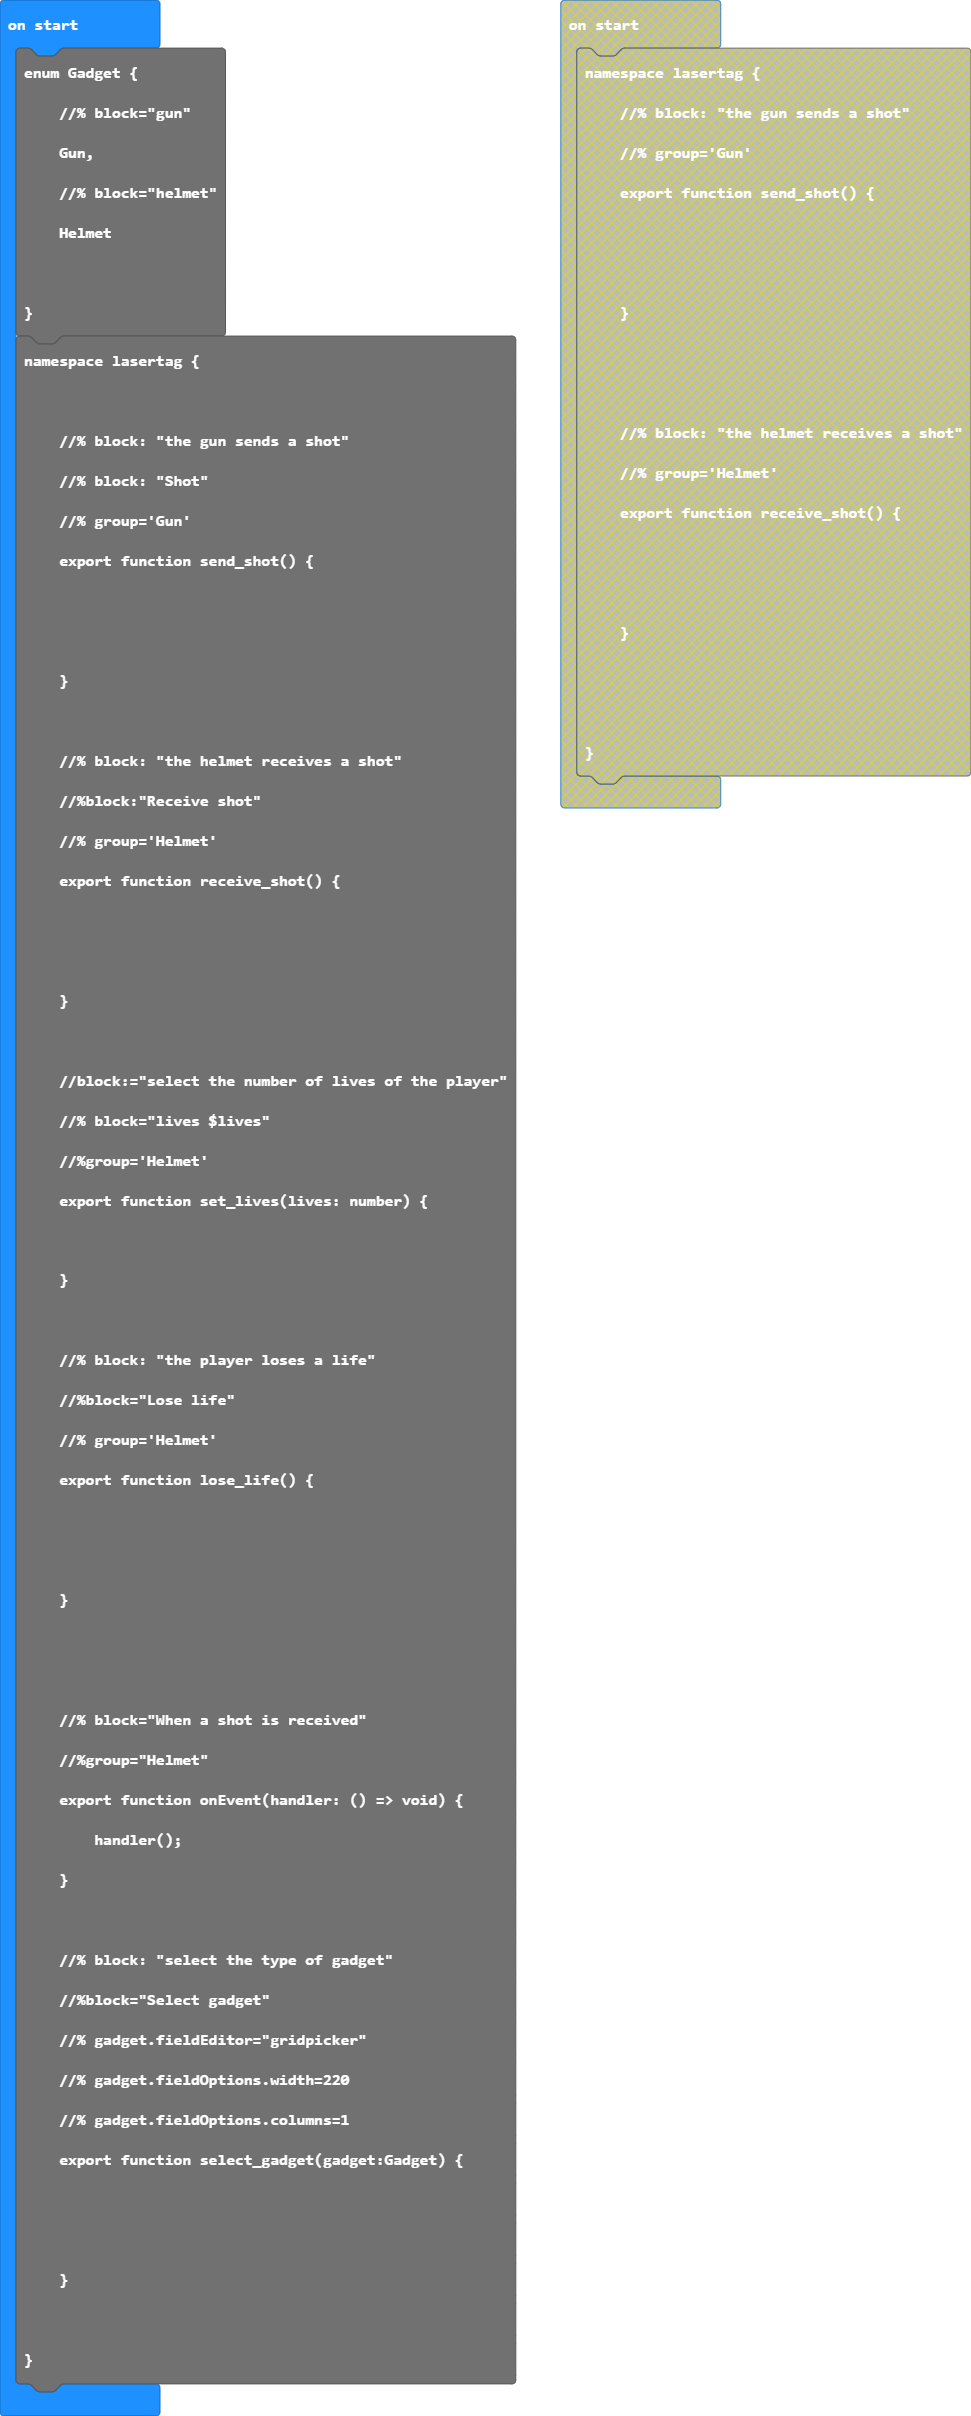 on start
enum Gadget {
//% block="gun"
Gun,
//% block="helmet"
Helmet
}
namespace lasertag {
//% block: "the gun sends a shot"
//% block: "Shot"
//% group='Gun'
export function send_shot() {
}
//% block: "the helmet receives a shot"
//%block:"Receive shot"
//% group='Helmet'
export function receive_shot() {
}
//block:="select the number of lives of the player"
//% block="lives $lives"
//%group='Helmet'
export function set_lives(lives: number) {
}
//% block: "the player loses a life"
//%block="Lose life"
//% group='Helmet'
export function lose_life() {
}
//% block="When a shot is received"
//%group="Helmet"
export function onEvent(handler: () => void) {
handler();
}
//% block: "select the type of gadget"
//%block="Select gadget"
//% gadget.fieldEditor="gridpicker"
//% gadget.fieldOptions.width=220
//% gadget.fieldOptions.columns=1
export function select_gadget(gadget:Gadget) {
}
}
on start
namespace lasertag {
//% block: "the gun sends a shot"
//% group='Gun'
export function send_shot() {
}
//% block: "the helmet receives a shot"
//% group='Helmet'
export function receive_shot() {
}
}